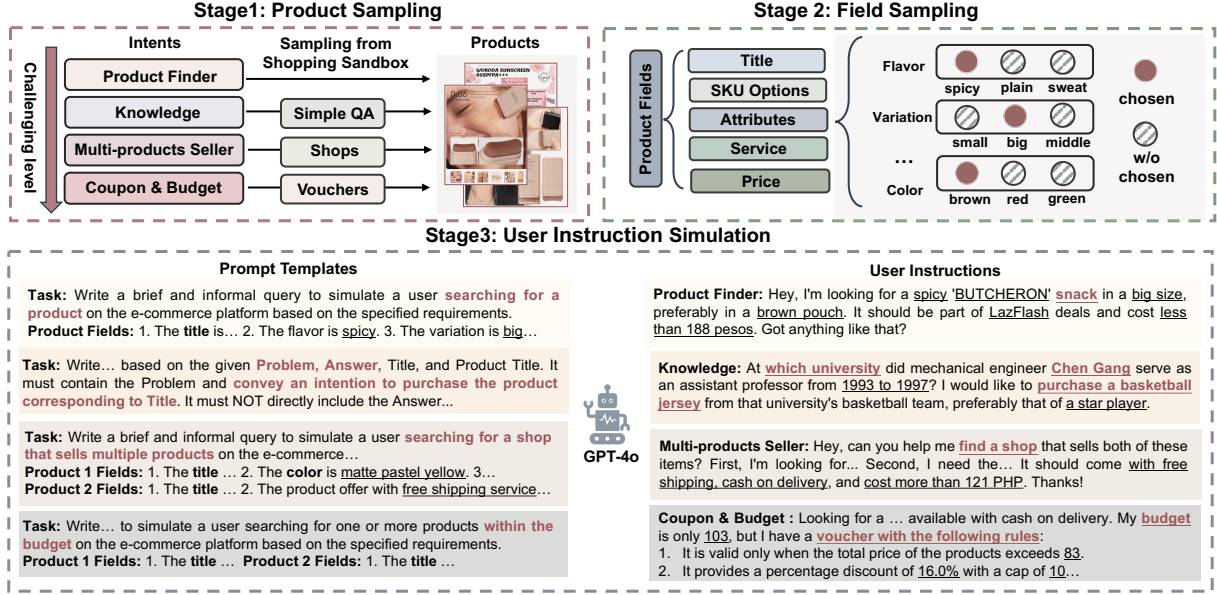 Stage1: Product Sampling
Challenging level
Intents
Sampling from
Shopping Sandbox
Products
Product Finder
Knowledge
Simple QA
Multi-products Seller
Shops
Coupon & Budget
Vouchers
WORODA SUNSCREEN
Stage 2: Field Sampling
Product Fields
Title
SKU Options
Attributes
Service
Price
Flavor
spicy plain sweat
Variation
small big middle
...
Color
brown red green
chosen
w/o
chosen
Stage3: User Instruction Simulation
Prompt Templates
Task: Write a brief and informal query to simulate a user searching for a
product on the e-commerce platform based on the specified requirements.
Product Fields: 1. The title is… 2. The flavor is spicy. 3. The variation is big…
Task: Write… based on the given Problem, Answer, Title, and Product Title. It
must contain the Problem and convey an intention to purchase the product
corresponding to Title. It must NOT directly include the Answer...
Task: Write a brief and informal query to simulate a user searching for a shop
that sells multiple products on the e-commerce…
Product 1 Fields: 1. The title … 2. The color is matte pastel yellow. 3…
Product 2 Fields: 1. The title … 2. The product offer with free shipping service…
Task: Write… to simulate a user searching for one or more products within the
budget on the e-commerce platform based on the specified requirements.
Product 1 Fields: 1. The title … Product 2 Fields: 1. The title …
GPT-4o
User Instructions
Product Finder: Hey, I'm looking for a spicy 'BUTCHERON' snack in a big size,
preferably in a brown pouch. It should be part of LazFlash deals and cost less
than 188 pesos. Got anything like that?
Knowledge: At which university did mechanical engineer Chen Gang serve as
an assistant professor from 1993 to 1997? I would like to purchase a basketball
jersey from that university's basketball team, preferably that of a star player.
Multi-products Seller: Hey, can you help me find a shop that sells both of these
items? First, I'm looking for... Second, I need the… It should come with free
shipping, cash on delivery, and cost more than 121 PHP. Thanks!
Coupon & Budget : Looking for a … available with cash on delivery. My budget
is only 103, but I have a voucher with the following rules:
1. It is valid only when the total price of the products exceeds 83.
2. It provides a percentage discount of 16.0% with a cap of 10…